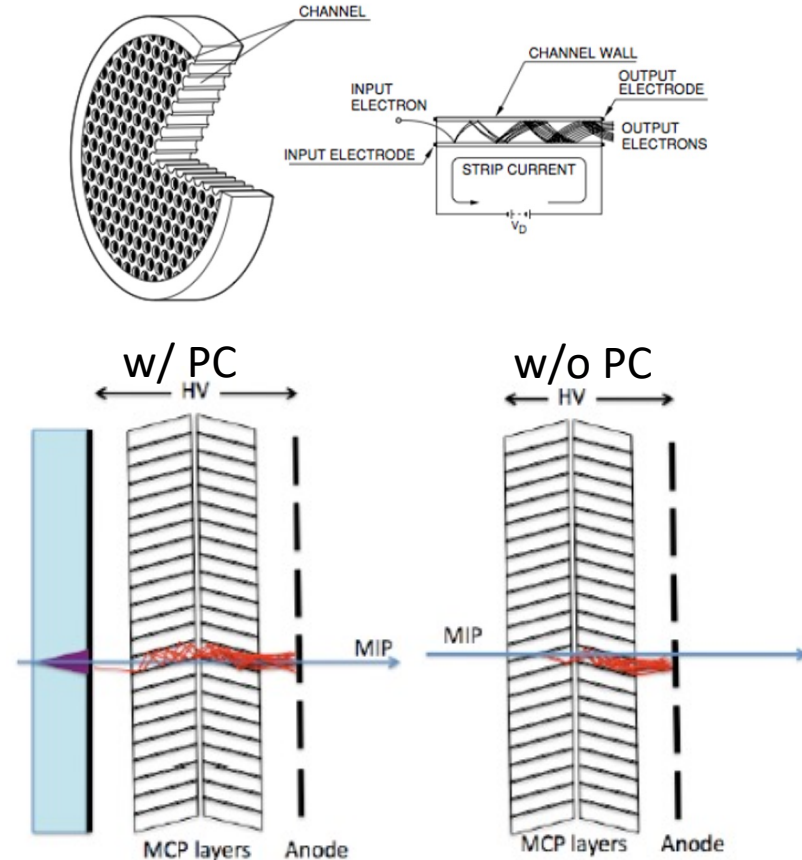 CHANNEL
CHANNEL WALL
INPUT
ELECTRON
OUTPUT
ELECTRODE
OUTPUT
ELECTRONS
INPUT ELECTRODE
STRIP CURRENT
VD
w/ PC
HV
MIP
MCP layers
Anode
w/o PC
HV
MIP
MCP layers
Anode